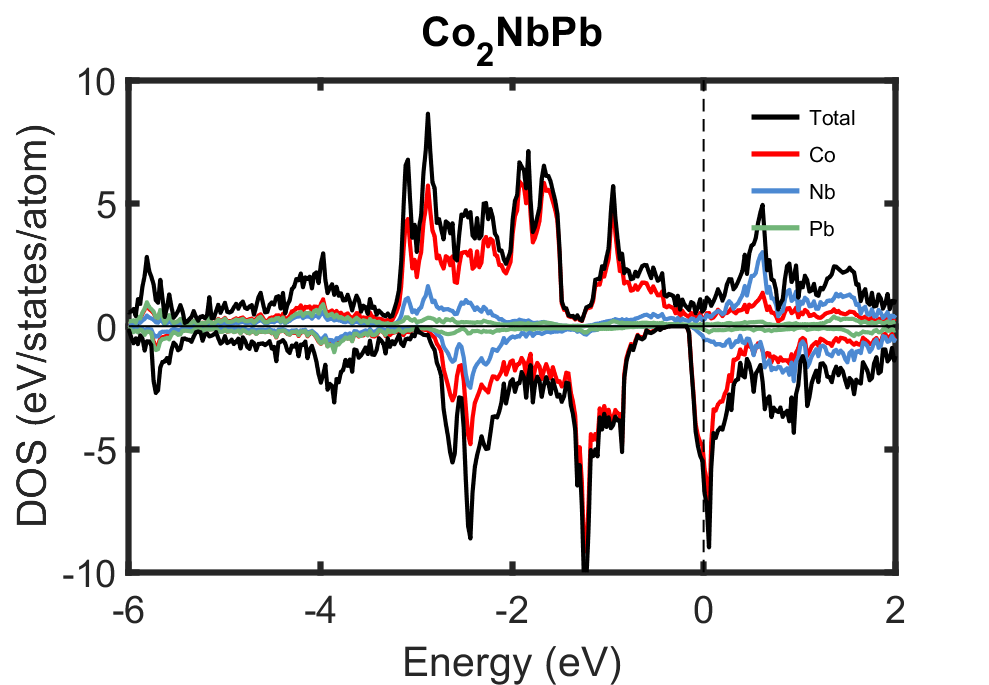 Co2NbPb
10
5
0
-5
-10
DOS (eV/states/atom)
Total
Co
Nb
Pb
-6 -4 -2 0 2
Energy (eV)